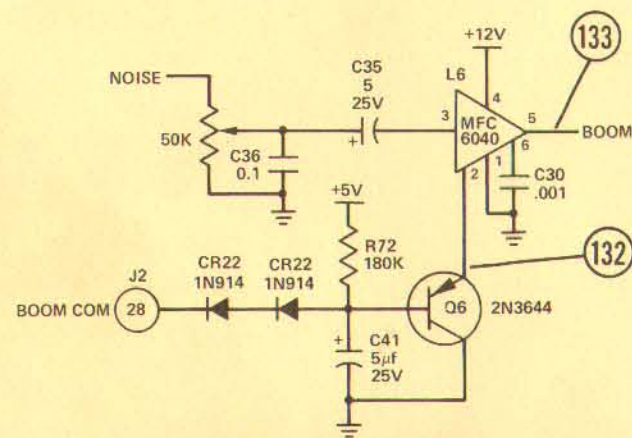 +12V
133
NOISE
C35
5
25V
L6
4
3
MFC
6040
5
BOOM
6
1
2
50K
C36
0.1
C30
.001
+5V
R72
180K
132
J2
CR22
1N914
CR22
1N914
BOOM COM
28
Q6
2N3644
+
C41
5µf
25V
+